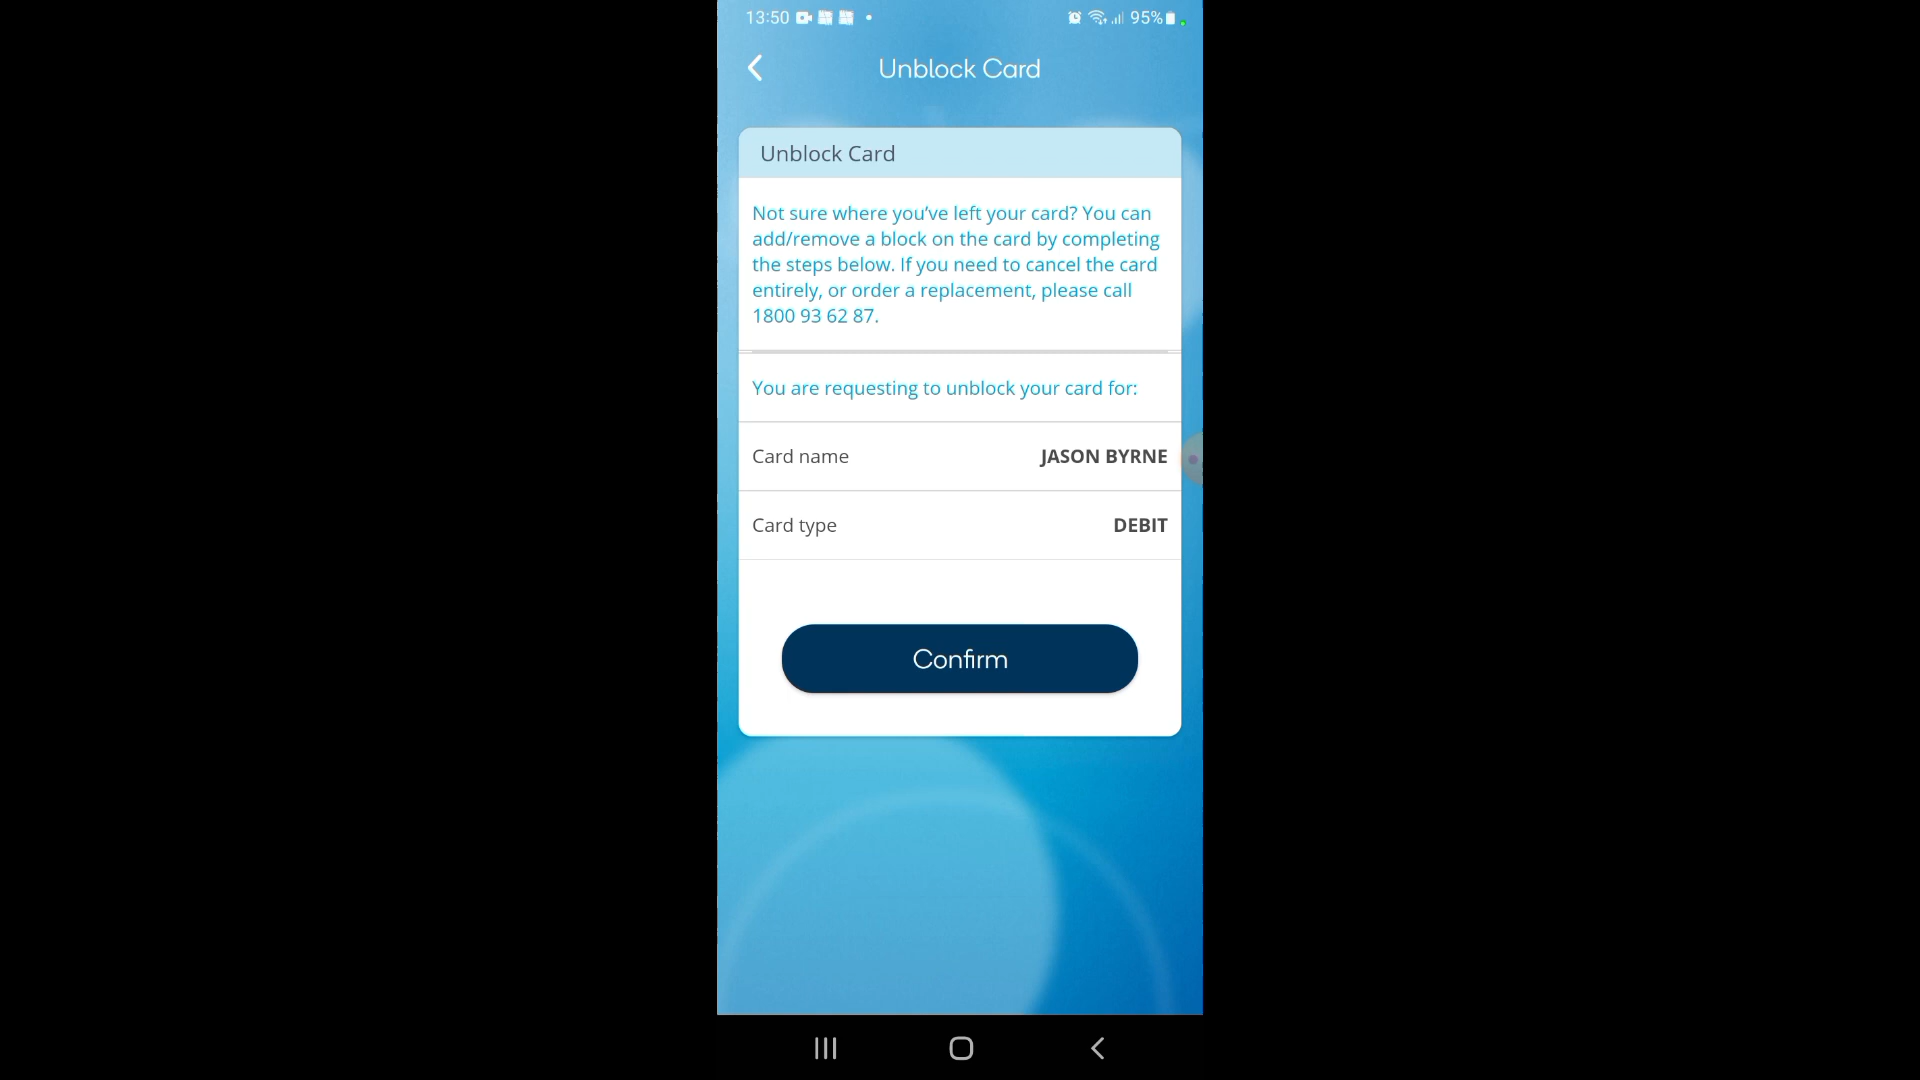 13:50
95%
Unblock Card
Unblock Card
Not sure where you’ve left your card? You can
add/remove a block on the card by completing
the steps below. If you need to cancel the card
entirely, or order a replacement, please call
1800 93 62 87.
You are requesting to unblock your card for:
Card name JASON BYRNE
Card type DEBIT
Confirm